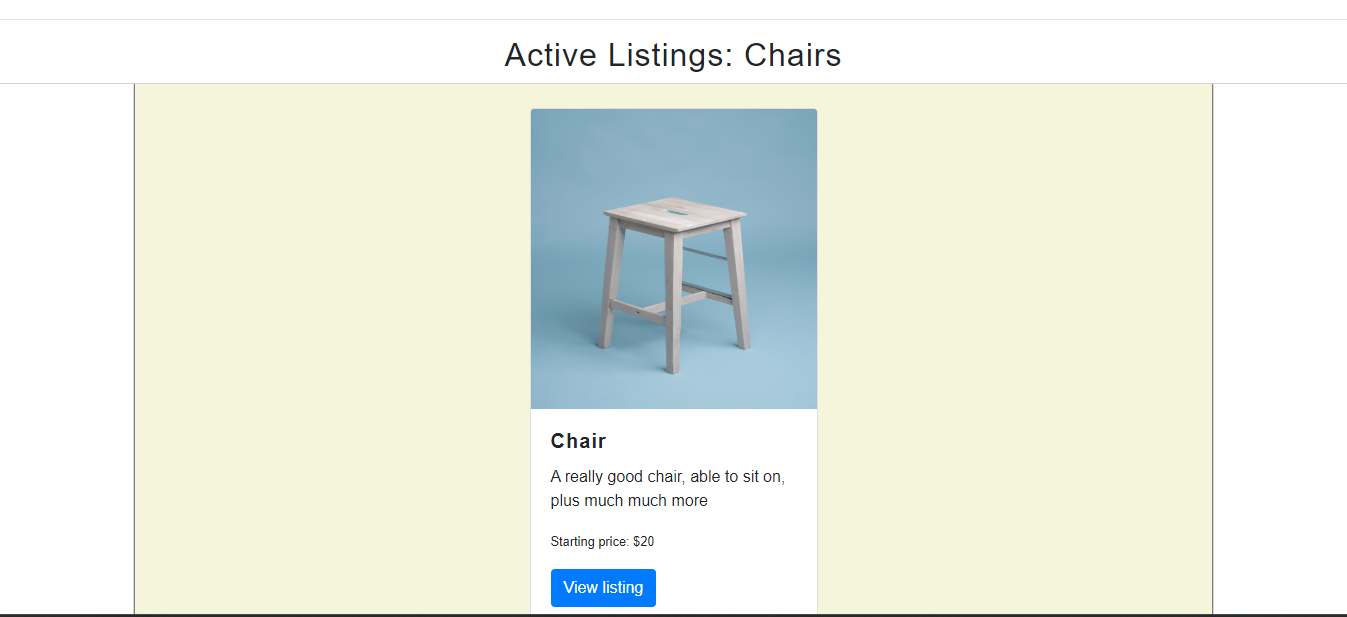 Active Listings: Chairs
Chair
A really good chair, able to sit on,
plus much much more
Starting price: $20
View listing